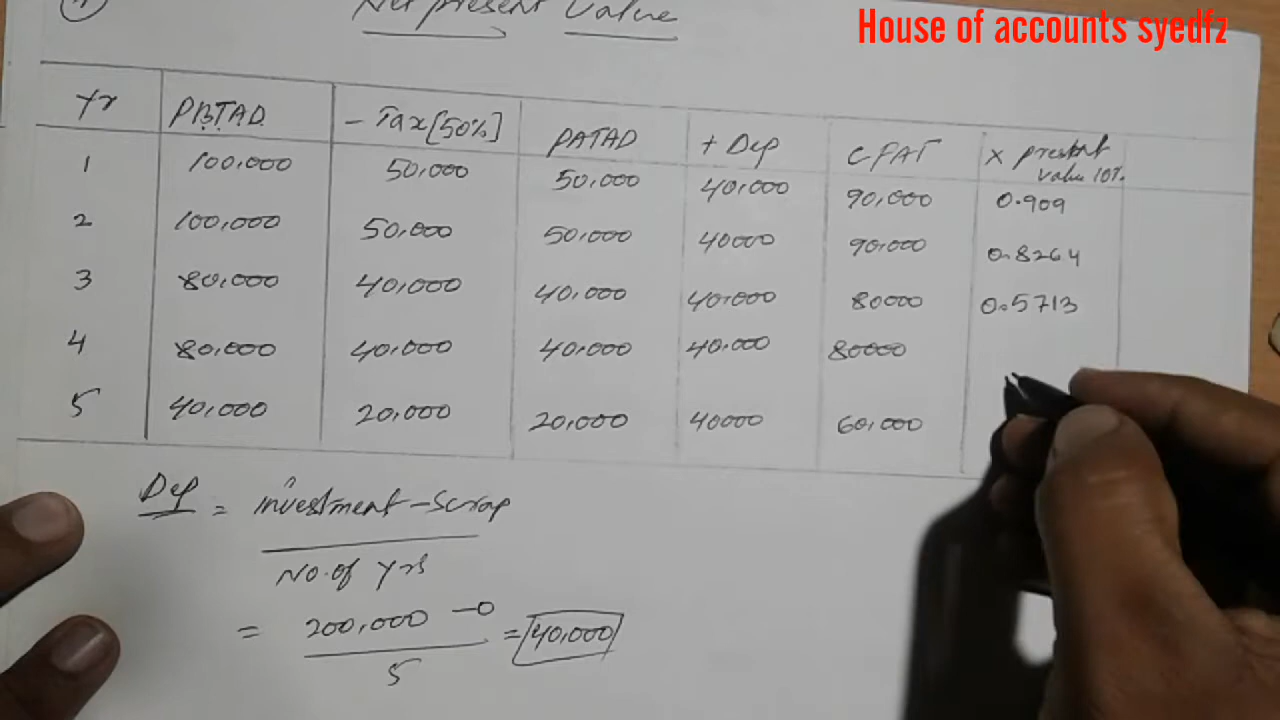 Net present value
House of accounts syedfz
Yr PBTAD - Tax [50%] PATAD + Dep CFAT x present value 10%
1 100,000 50,000 50,000 40,000 90,000 0.909
2 100,000 50,000 50,000 40000 90,000 0.8264
3 80,000 40,000 40,000 40,000 80000 0.5713
4 80,000 40,000 40,000 40,000 80000
5 40,000 20,000 20,000 40000 60,000
Dep = investment - Scrap
No. of Yrs
= 200,000 - 0 = 40,000
5